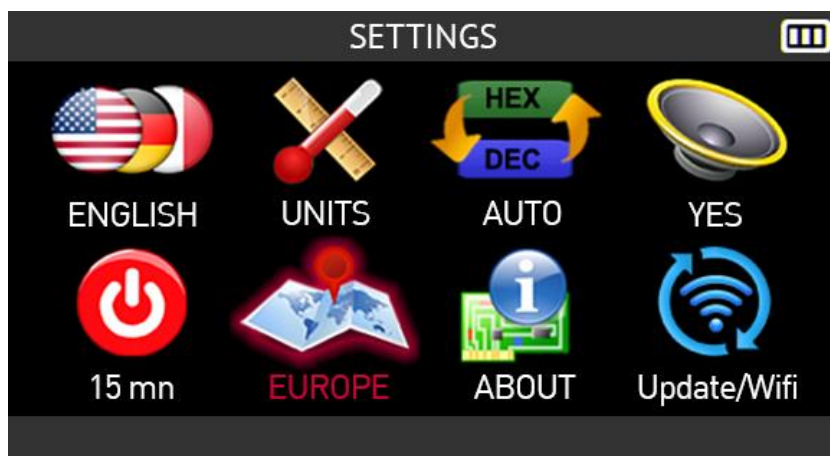 SETTINGS
HEX
DEC
ENGLISH UNITS AUTO YES
15 mn EUROPE ABOUT Update/Wifi